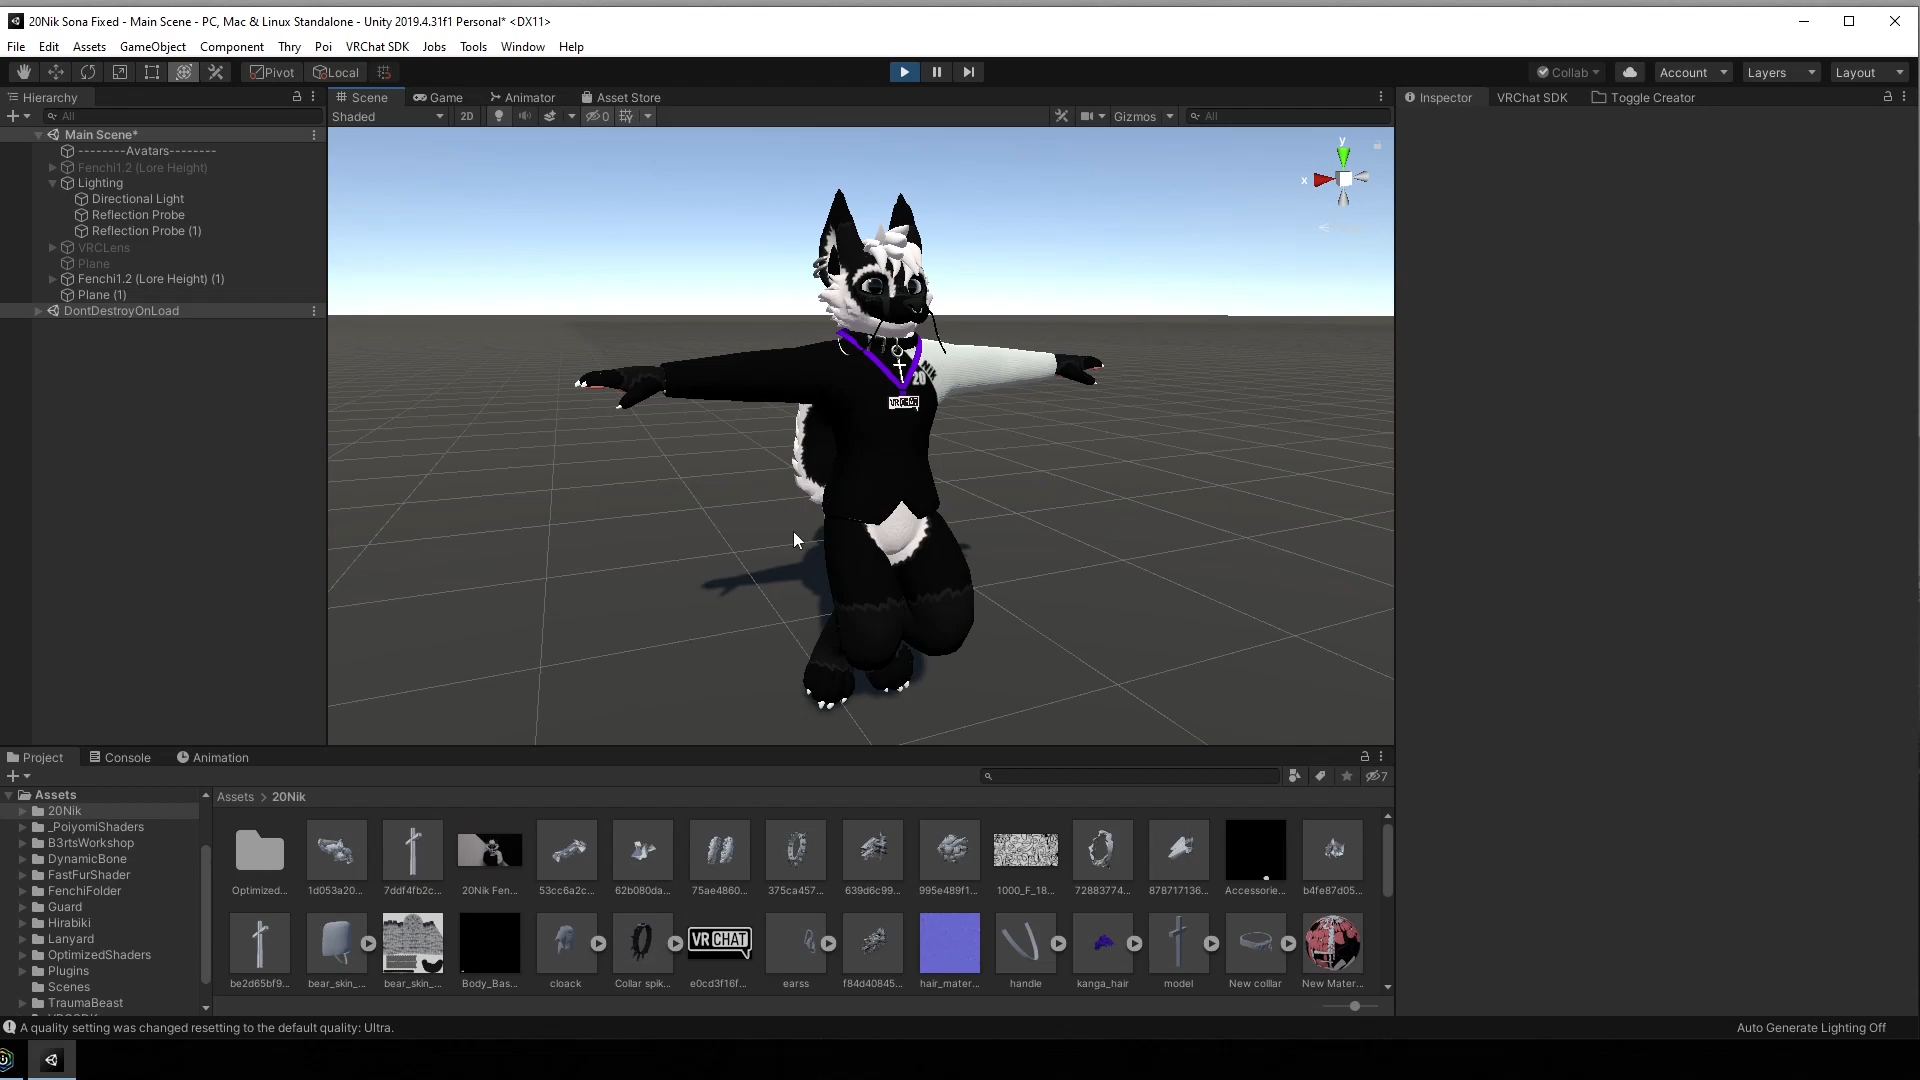 20Nik Sona Fixed - Main Scene - PC, Mac & Linux Standalone - Unity 2019.4.31f1 Personal* <DX11>
File Edit Assets GameObject Component Thry Poi VRChat SDK Jobs Tools Window Help
Pivot Local Collab Account Layers Layout
Hierarchy
All
Main Scene*
--------Avatars--------
Fenchi1.2 (Lore Height)
Lighting
Directional Light
Reflection Probe
Reflection Probe (1)
VRCLens
Plane
Fenchi1.2 (Lore Height) (1)
Plane (1)
DontDestroyOnLoad
Scene Game Animator Asset Store
Shaded 2D 0 Gizmos All
y
x
20
VRCHAT
Inspector VRChat SDK Toggle Creator
Project Console Animation
7
Assets
20Nik
_PoiyomiShaders
B3rtsWorkshop
DynamicBone
FastFurShader
FenchiFolder
Guard
Hirabiki
Lanyard
OptimizedShaders
Plugins
Scenes
TraumaBeast
Assets > 20Nik
Optimized... 1d053a20... 7ddf4fb2c... 20Nik Fen... 53cc6a2c... 62b080da... 75ae4860... 375ca457... 639d6c99... 995e489f1... 1000_F_18... 72883774... 878717136... Accessorie... b4fe87d05...
VRCHAT
be2d65bf9... bear_skin_... bear_skin_... Body_Bas... cloack Collar spik... e0cd3f16f... earss f84d40845... hair_mater... handle kanga_hair model New colllar New Mater...
A quality setting was changed resetting to the default quality: Ultra.
Auto Generate Lighting Off